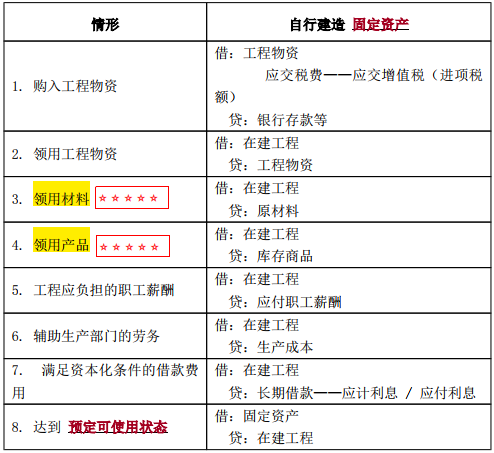 情形
自行建造 固定资产
1. 购入工程物资
借: 工程物资
应交税费——应交增值税（进项税
额）
贷: 银行存款等
2. 领用工程物资
借: 在建工程
贷: 工程物资
3. 领用材料 ☆☆☆☆☆
借: 在建工程
贷: 原材料
4. 领用产品 ☆☆☆☆☆
借: 在建工程
贷: 库存商品
5. 工程应负担的职工薪酬
借: 在建工程
贷: 应付职工薪酬
6. 辅助生产部门的劳务
借: 在建工程
贷: 生产成本
7. 满足资本化条件的借款费
用
借: 在建工程
贷: 长期借款——应计利息 / 应付利息
8. 达到 预定可使用状态
借: 固定资产
贷: 在建工程